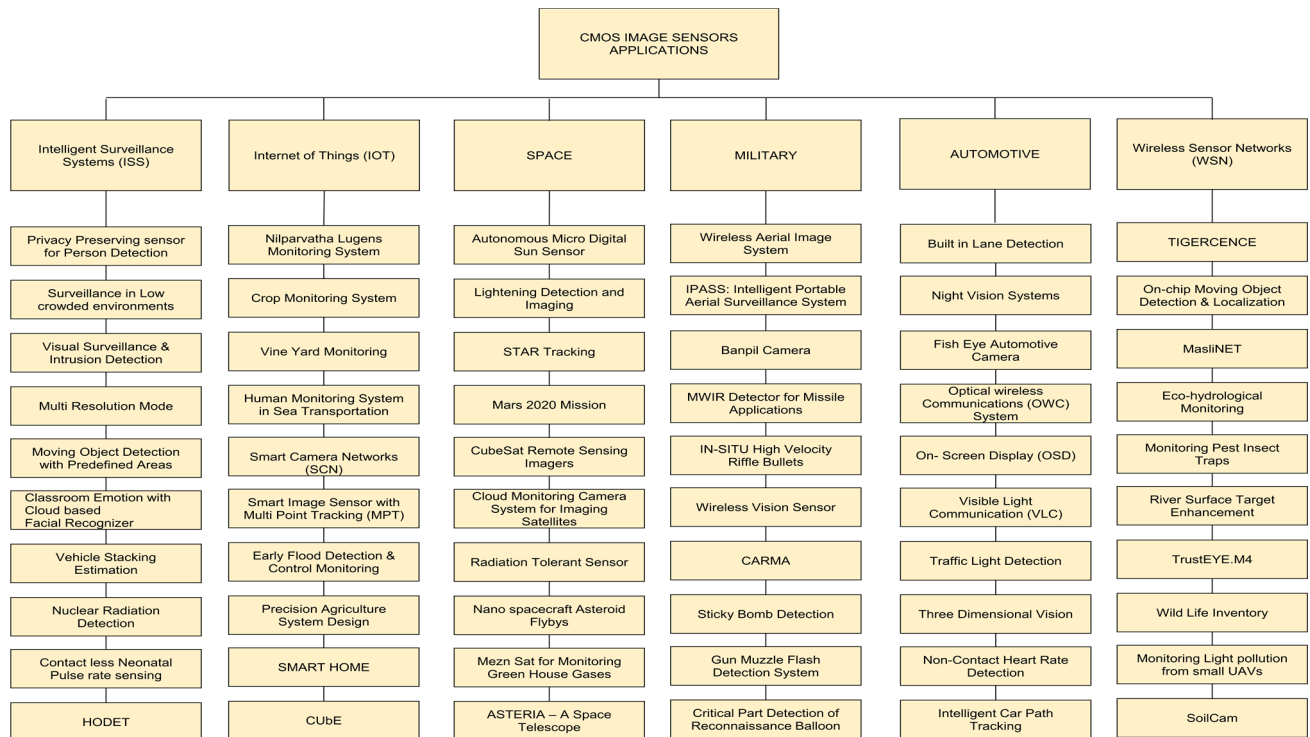 CMOS IMAGE SENSORS
APPLICATIONS
Intelligent Surveillance
Systems (ISS)
Internet of Things (IOT)
SPACE
MILITARY
AUTOMOTIVE
Wireless Sensor Networks
(WSN)
Privacy Preserving sensor
for Person Detection
Surveillance in Low
crowded environments
Visual Surveillance &
Intrusion Detection
Multi Resolution Mode
Moving Object Detection
with Predefined Areas
Classroom Emotion with
Cloud based
Facial Recognizer
Vehicle Stacking
Estimation
Nuclear Radiation
Detection
Contact less Neonatal
Pulse rate sensing
HODET
Nilparvatha Lugens
Monitoring System
Crop Monitoring System
Vine Yard Monitoring
Human Monitoring System
in Sea Transportation
Smart Camera Networks
(SCN)
Smart Image Sensor with
Multi Point Tracking (MPT)
Early Flood Detection &
Control Monitoring
Precision Agriculture
System Design
SMART HOME
CUbE
Autonomous Micro Digital
Sun Sensor
Lightening Detection and
Imaging
STAR Tracking
Mars 2020 Mission
CubeSat Remote Sensing
Imagers
Cloud Monitoring Camera
System for Imaging
Satellites
Radiation Tolerant Sensor
Nano spacecraft Asteroid
Flybys
Mezn Sat for Monitoring
Green House Gases
ASTERIA – A Space
Telescope
Wireless Aerial Image
System
IPASS: Intelligent Portable
Aerial Surveillance System
Banpil Camera
MWIR Detector for Missile
Applications
IN-SITU High Velocity
Riffle Bullets
Wireless Vision Sensor
CARMA
Sticky Bomb Detection
Gun Muzzle Flash
Detection System
Critical Part Detection of
Reconnaissance Balloon
Built in Lane Detection
Night Vision Systems
Fish Eye Automotive
Camera
Optical wireless
Communications (OWC)
System
On- Screen Display (OSD)
Visible Light
Communication (VLC)
Traffic Light Detection
Three Dimensional Vision
Non-Contact Heart Rate
Detection
Intelligent Car Path
Tracking
TIGERCENCE
On-chip Moving Object
Detection & Localization
MasliNET
Eco-hydrological
Monitoring
Monitoring Pest Insect
Traps
River Surface Target
Enhancement
TrustEYE.M4
Wild Life Inventory
Monitoring Light pollution
from small UAVs
SoilCam